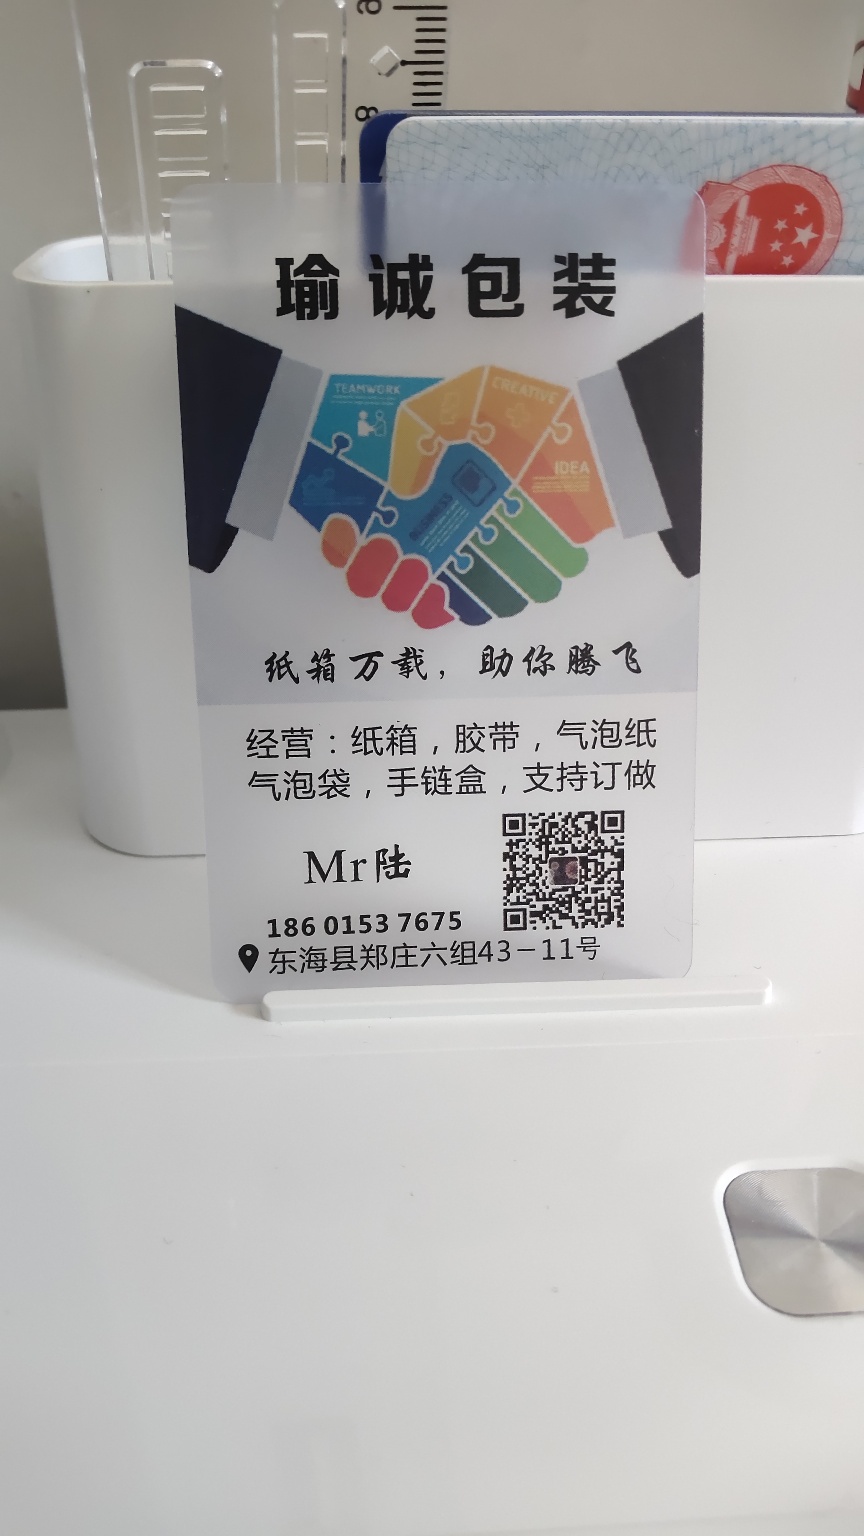 8
瑜诚包装
TEAMWORK
CREATIVE
IDEA
BUSINESS
纸箱万载，助你腾飞
经营：纸箱，胶带，气泡纸
气泡袋，手链盒，支持订做
Mr陆
186 0153 7675
东海县郑庄六组43-11号